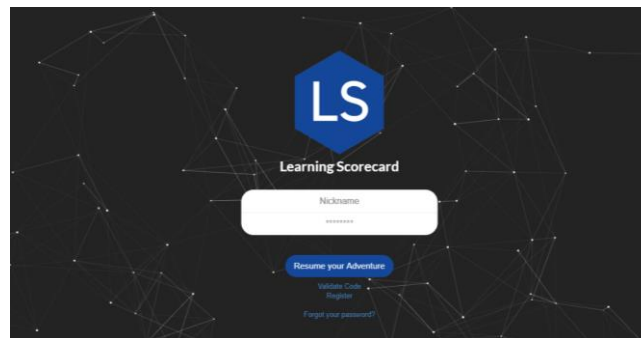 LS
Learning Scorecard
Nickname
********
Resume your Adventure
Validate Code
Register
Forgot your password?